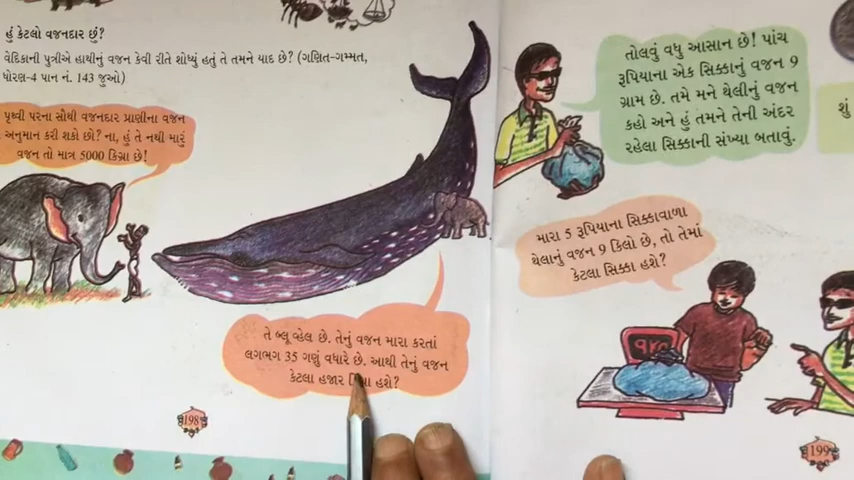 હું કેટલો વજનદાર છું?
વેદિકાની પુત્રીએ હાથીનું વજન કેવી રીતે શોધ્યું હતું તે તમને યાદ છે? (ગણિત-ગમ્મત,
ધોરણ-4 પાન નં. 143 જુઓ)
પૃથ્વી પરના સૌથી વજનદાર પ્રાણીના વજન
અનુમાન કરી શકો છો? ના, હું તે નથી મારું
વજન તો માત્ર 5000 કિગ્રા છે!
તે બ્લૂ વ્હેલ છે. તેનું વજન મારા કરતાં
લગભગ 35 ગણું વધારે છે. આથી તેનું વજન
કેટલા હજાર હશે?
198
તોલવું વધુ આસાન છે! પાંચ
રૂપિયાના એક સિક્કાનું વજન 9
ગ્રામ છે. તમે મને થેલીનું વજન
કહો અને હું તમને તેની અંદર
રહેલા સિક્કાની સંખ્યા બતાવું.
શું
મારા 5 રૂપિયાના સિક્કાવાળા
થેલાનું વજન 9 કિલો છે, તો તેમાં
કેટલા સિક્કા હશે?
199